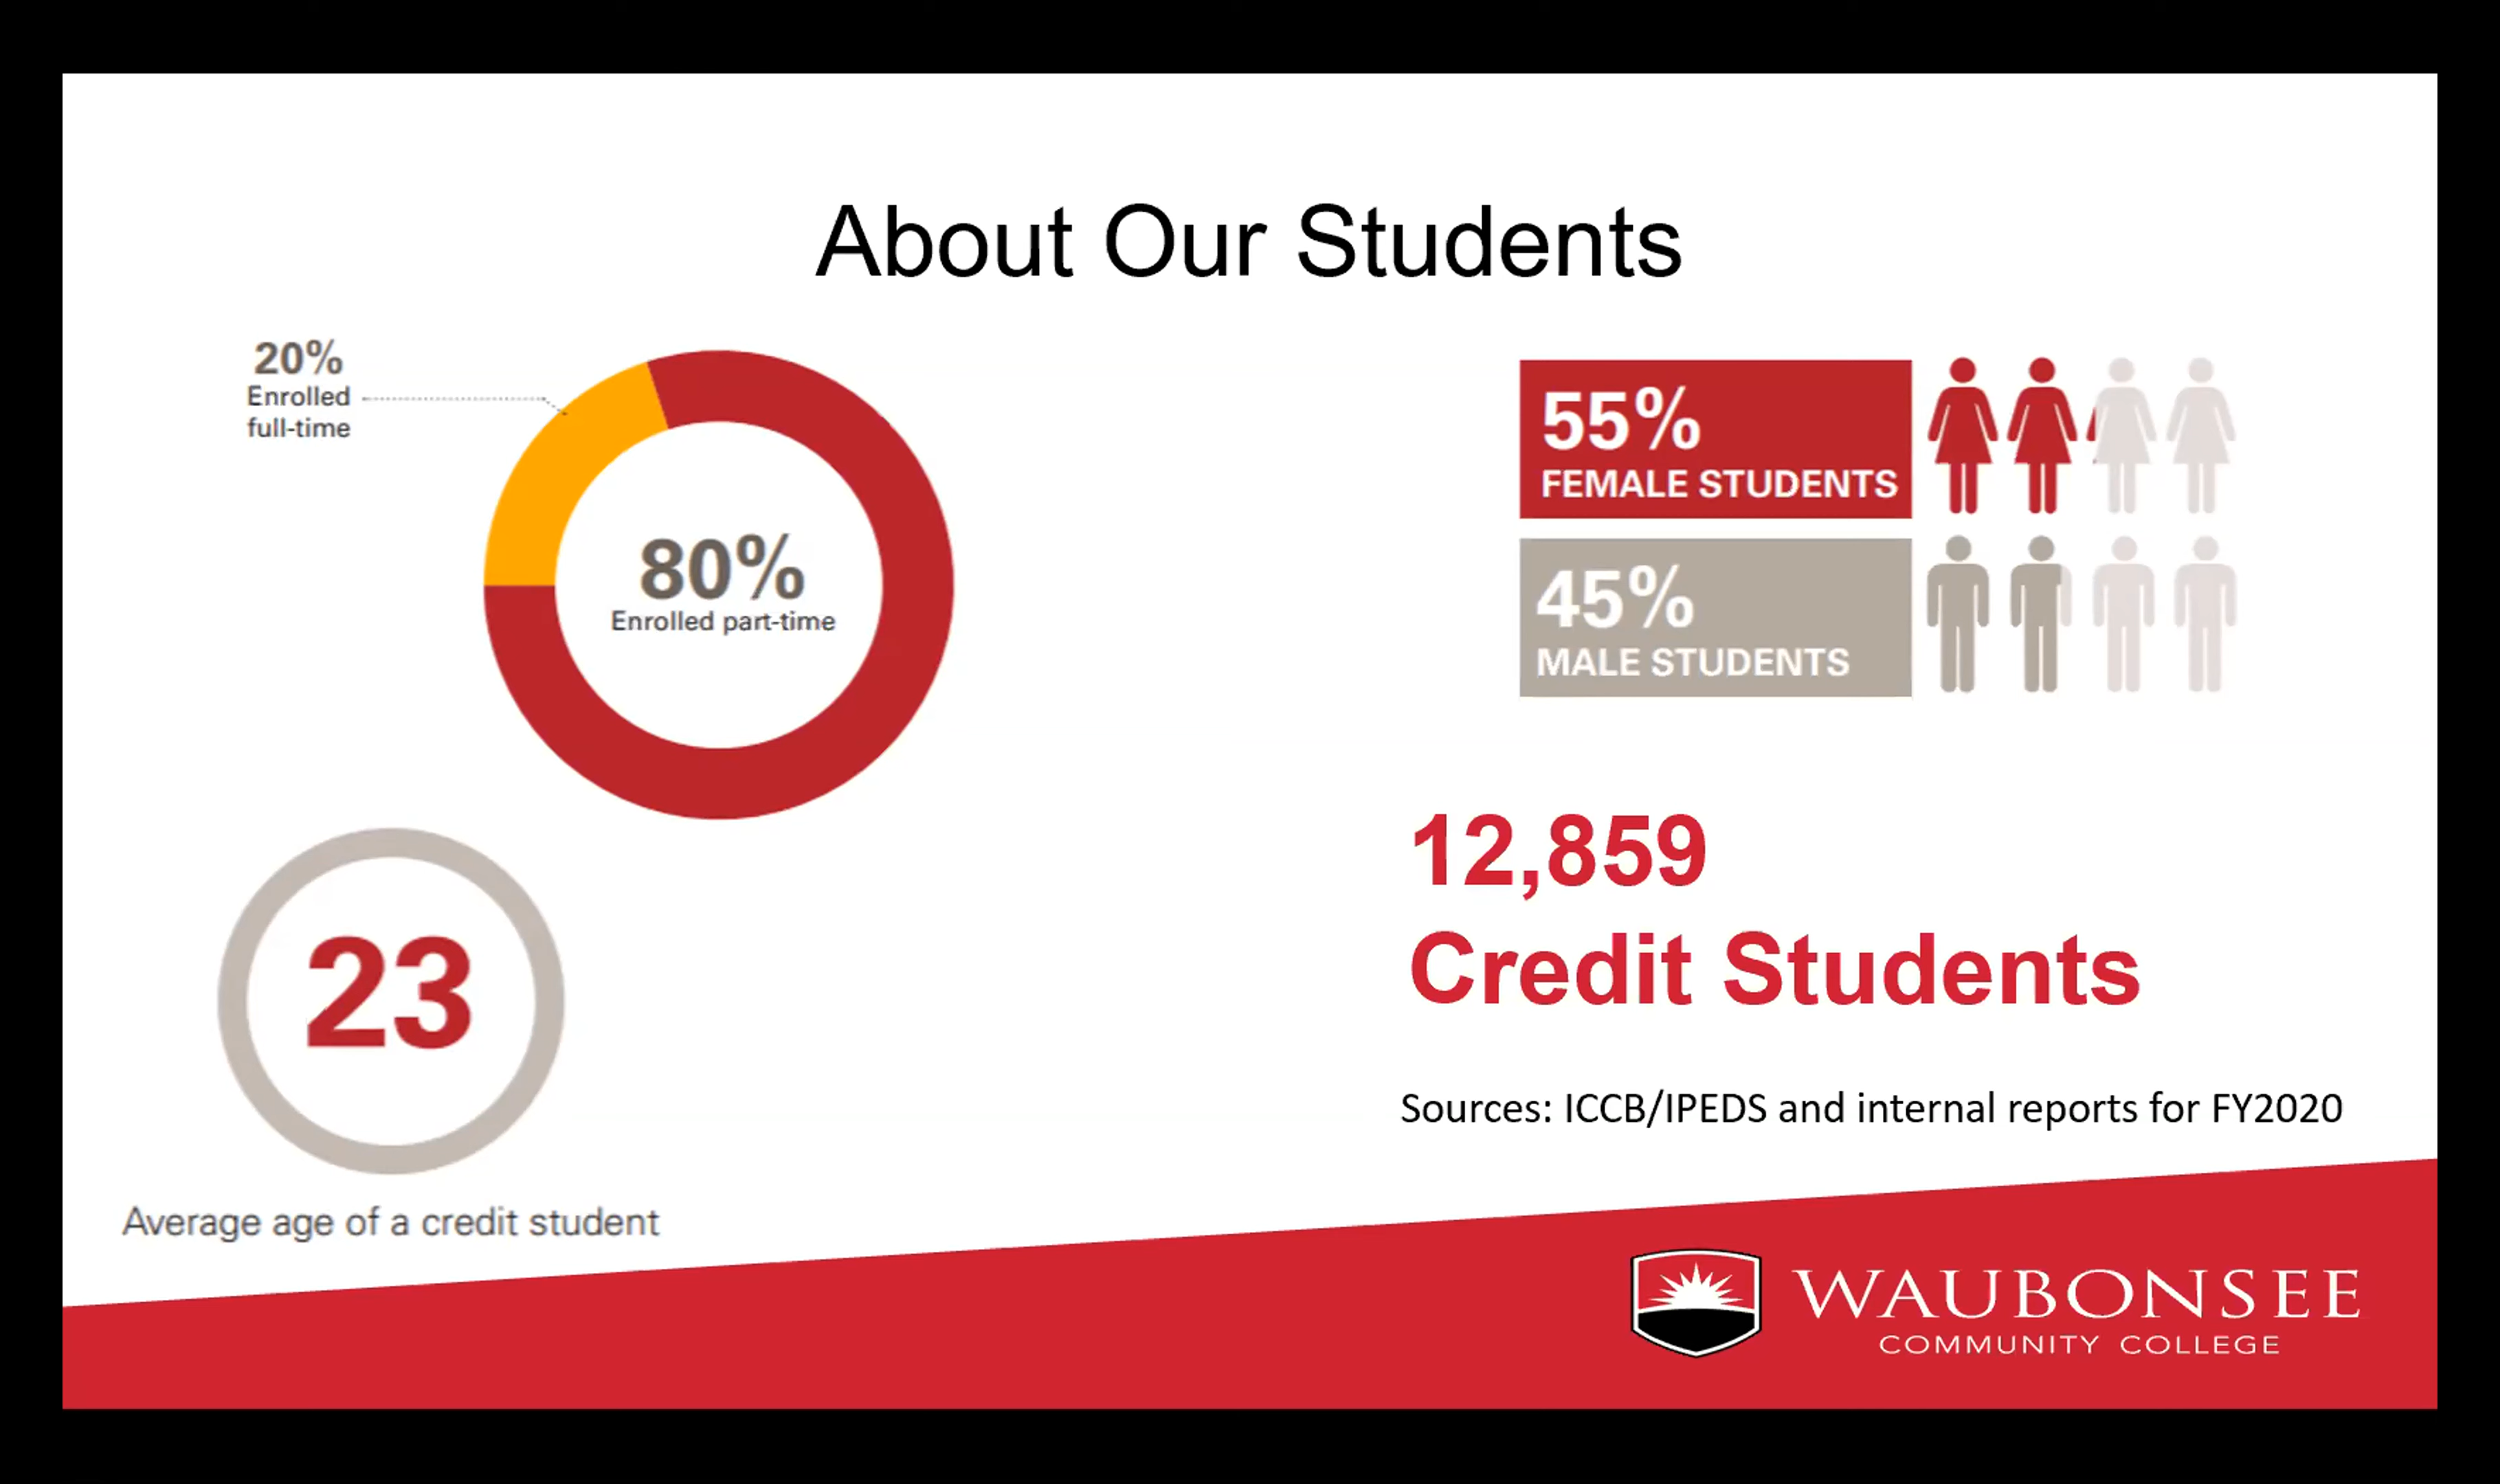 About Our Students
20%
Enrolled
full-time
80%
Enrolled part-time
55%
FEMALE STUDENTS
45%
MALE STUDENTS
23
Average age of a credit student
12,859
Credit Students
Sources: ICCB/IPEDS and internal reports for FY2020
WAUBONSEE
COMMUNITY COLLEGE